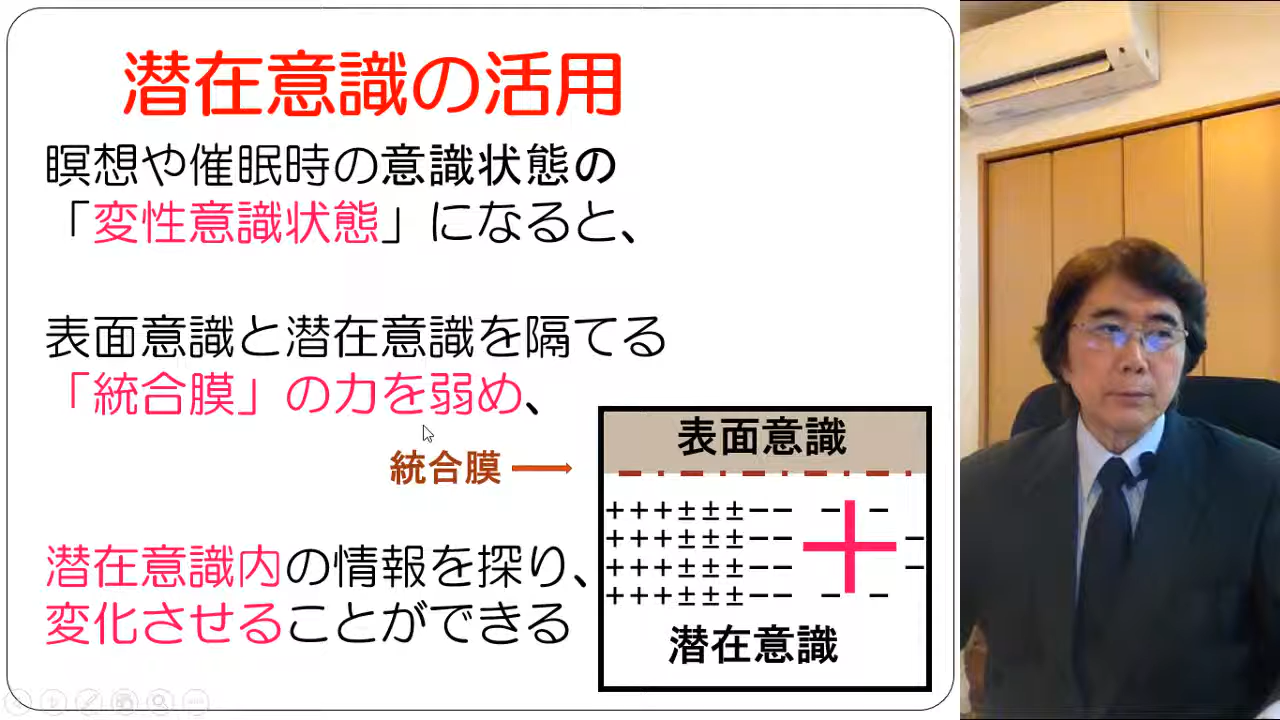 潜在意識の活用
瞑想や催眠時の意識状態の
「変性意識状態」になると、
表面意識と潜在意識を隔てる
「統合膜」の力を弱め、
統合膜
潜在意識内の情報を探り、
変化させることができる
表面意識
+++±±±−− − −
+++±±±−− −
+++±±±−− −
+++±±±−− − −
+
潜在意識